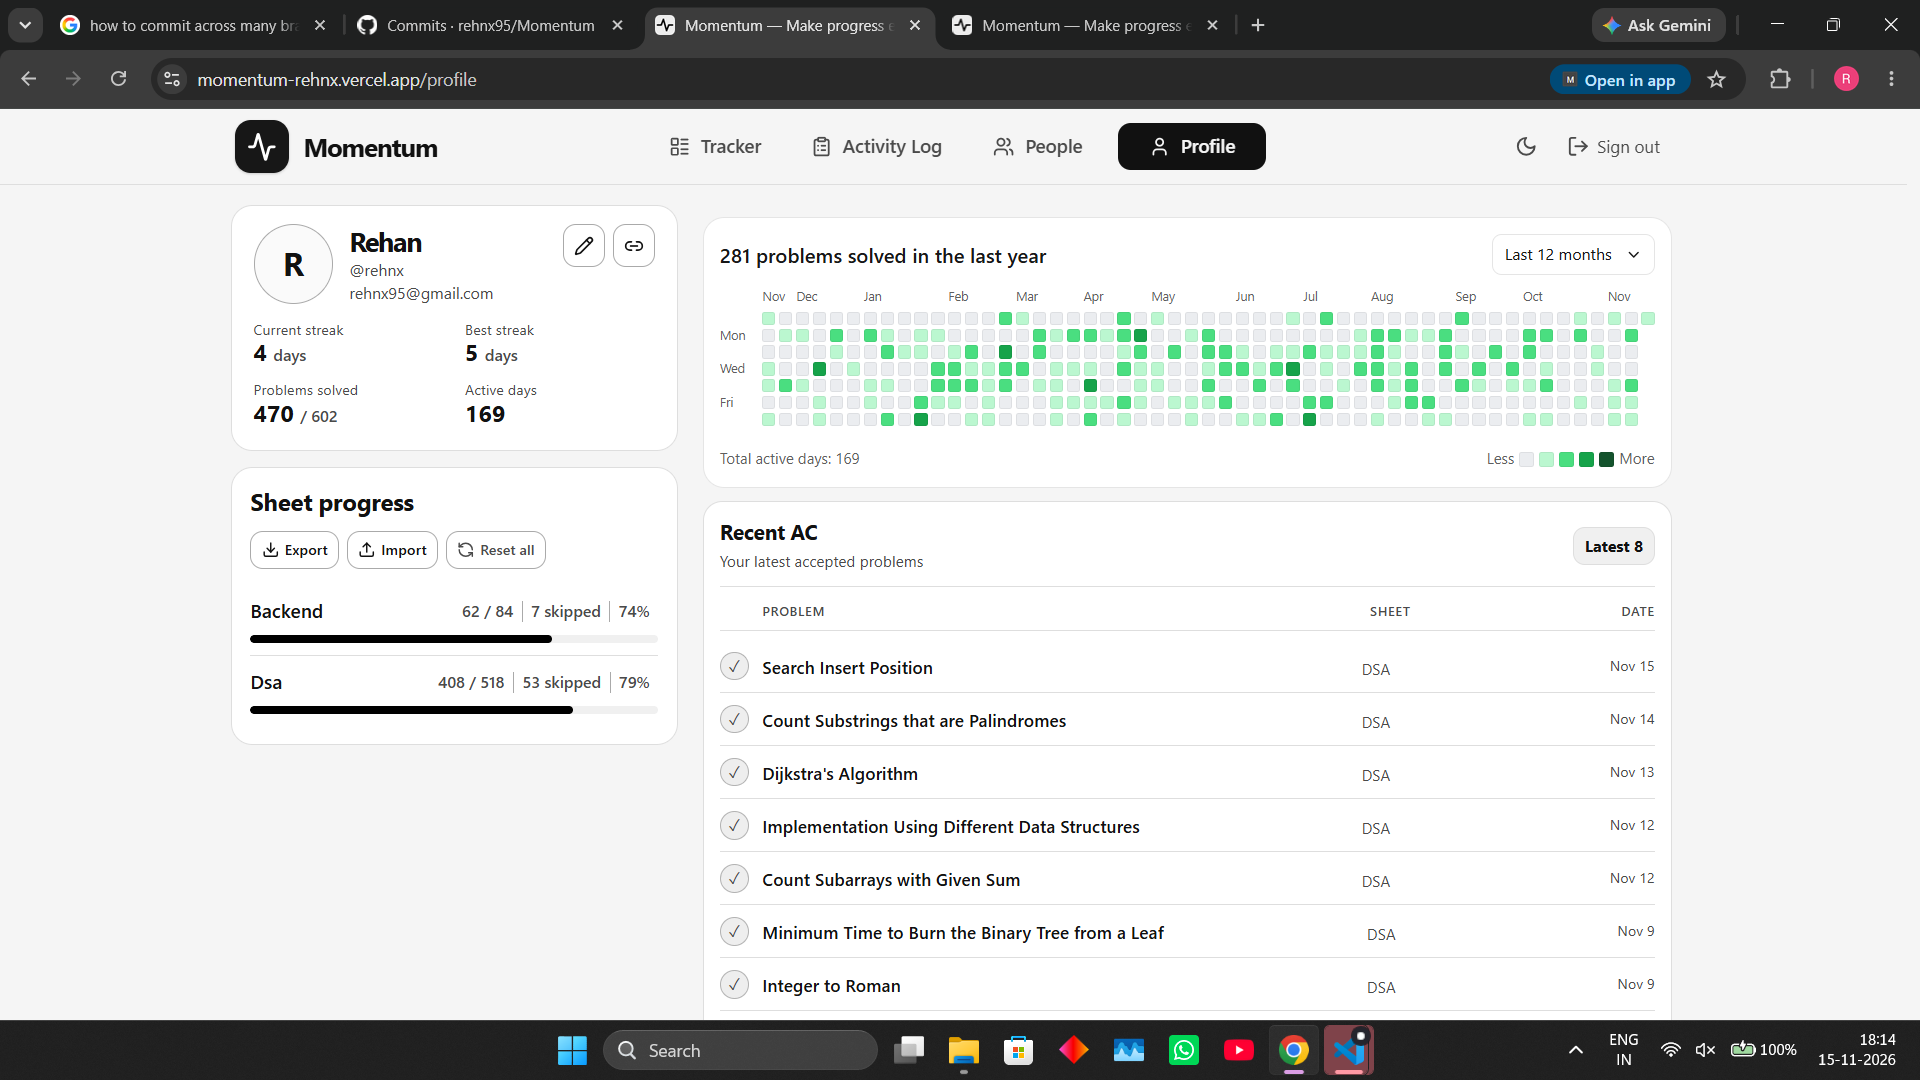 how to commit across many bra
Commits · rehnx95/Momentum
Momentum — Make progress e
Momentum — Make progress e
Ask Gemini
momentum-rehnx.vercel.app/profile
M
Open in app
R
Momentum
Tracker
Activity Log
People
Profile
Sign out
R
Rehan
@rehnx
rehnx95@gmail.com
Current streak
4 days
Best streak
5 days
Problems solved
470 / 602
Active days
169
Sheet progress
Export
Import
Reset all
Backend
62 / 84
7 skipped
74%
Dsa
408 / 518
53 skipped
79%
281 problems solved in the last year
Last 12 months
Nov Dec Jan Feb Mar Apr May Jun Jul Aug Sep Oct Nov
Mon
Wed
Fri
Total active days: 169
Less
More
Recent AC
Your latest accepted problems
Latest 8
PROBLEM SHEET DATE
Search Insert Position DSA Nov 15
Count Substrings that are Palindromes DSA Nov 14
Dijkstra's Algorithm DSA Nov 13
Implementation Using Different Data Structures DSA Nov 12
Count Subarrays with Given Sum DSA Nov 12
Minimum Time to Burn the Binary Tree from a Leaf DSA Nov 9
Integer to Roman DSA Nov 9
Search
ENG
IN
100%
18:14
15-11-2026